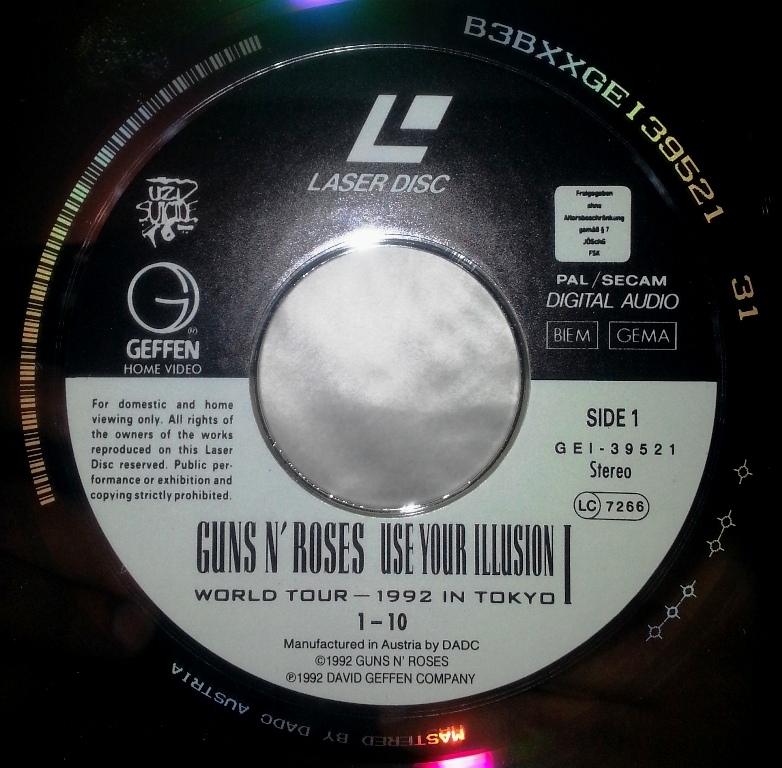 B3BXXGEI39521 31
LASER DISC
UZI
SUICIDE
G
GEFFEN
HOME VIDEO
Freigegeben
ohne
Altersbeschränkung
gemäß § 7
JÖSchG
FSK
PAL/SECAM
DIGITAL AUDIO
BIEM GEMA
For domestic and home
viewing only. All rights of
the owners of the works
reproduced on this Laser
Disc reserved. Public per-
formance or exhibition and
copying strictly prohibited.
SIDE 1
GEI-39521
Stereo
LC 7266
GUNS N' ROSES USE YOUR ILLUSION I
WORLD TOUR — 1992 IN TOKYO
1 – 10
Manufactured in Austria by DADC
©1992 GUNS N' ROSES
℗1992 DAVID GEFFEN COMPANY
MASTERED BY DADC AUSTRIA